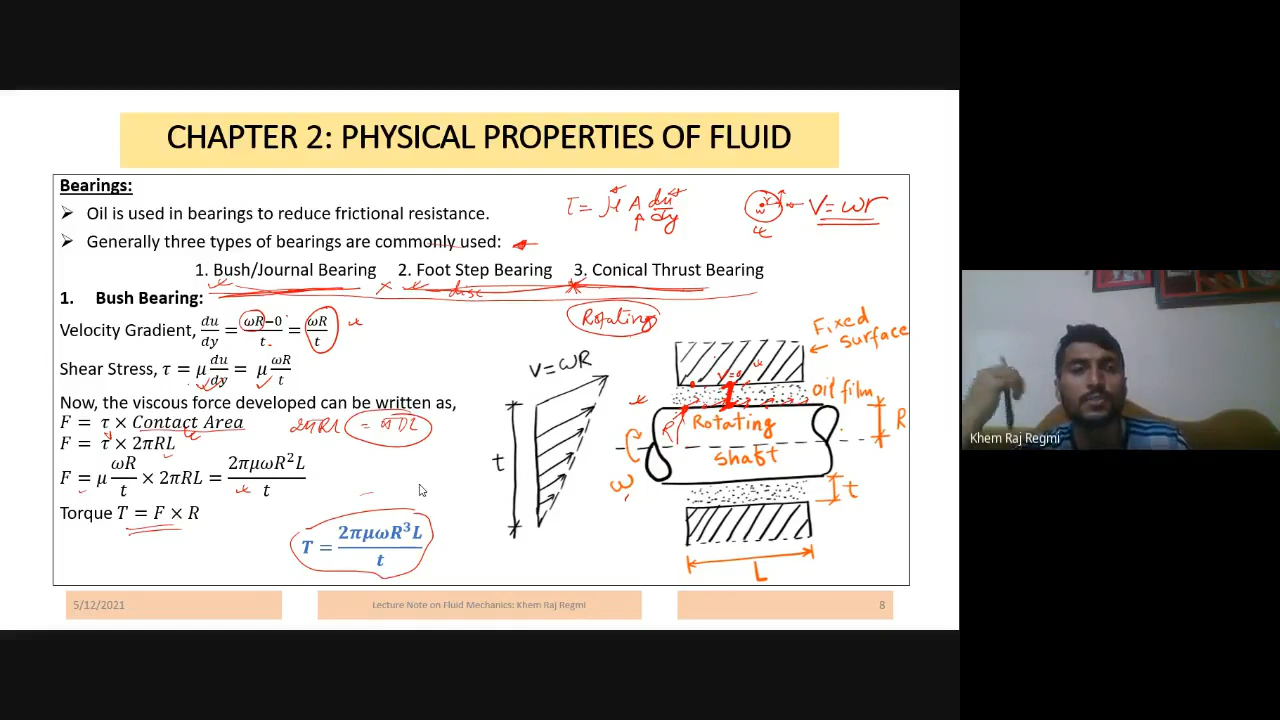 CHAPTER 2: PHYSICAL PROPERTIES OF FLUID
Bearings:
➢ Oil is used in bearings to reduce frictional resistance.
➢ Generally three types of bearings are commonly used:
τ = μ A du/dy
V = ωr
1. Bush/Journal Bearing 2. Foot Step Bearing 3. Conical Thrust Bearing
disc
1. Bush Bearing:
Rotating
Velocity Gradient, du/dy = ωR−0/t = ωR/t
Shear Stress, τ = μ du/dy = μ ωR/t
Now, the viscous force developed can be written as,
F = τ × Contact Area
2πRL = πDL
F = τ × 2πRL
F = μ ωR/t × 2πRL = 2πμωR²L/t
Torque T = F × R
T = 2πμωR³L/t
V=ωR
t
Fixed
surface
V=0
Oil film
R
Rotating
shaft
R
ω
t
L
5/12/2021
Lecture Note on Fluid Mechanics: Khem Raj Regmi
8
Khem Raj Regmi